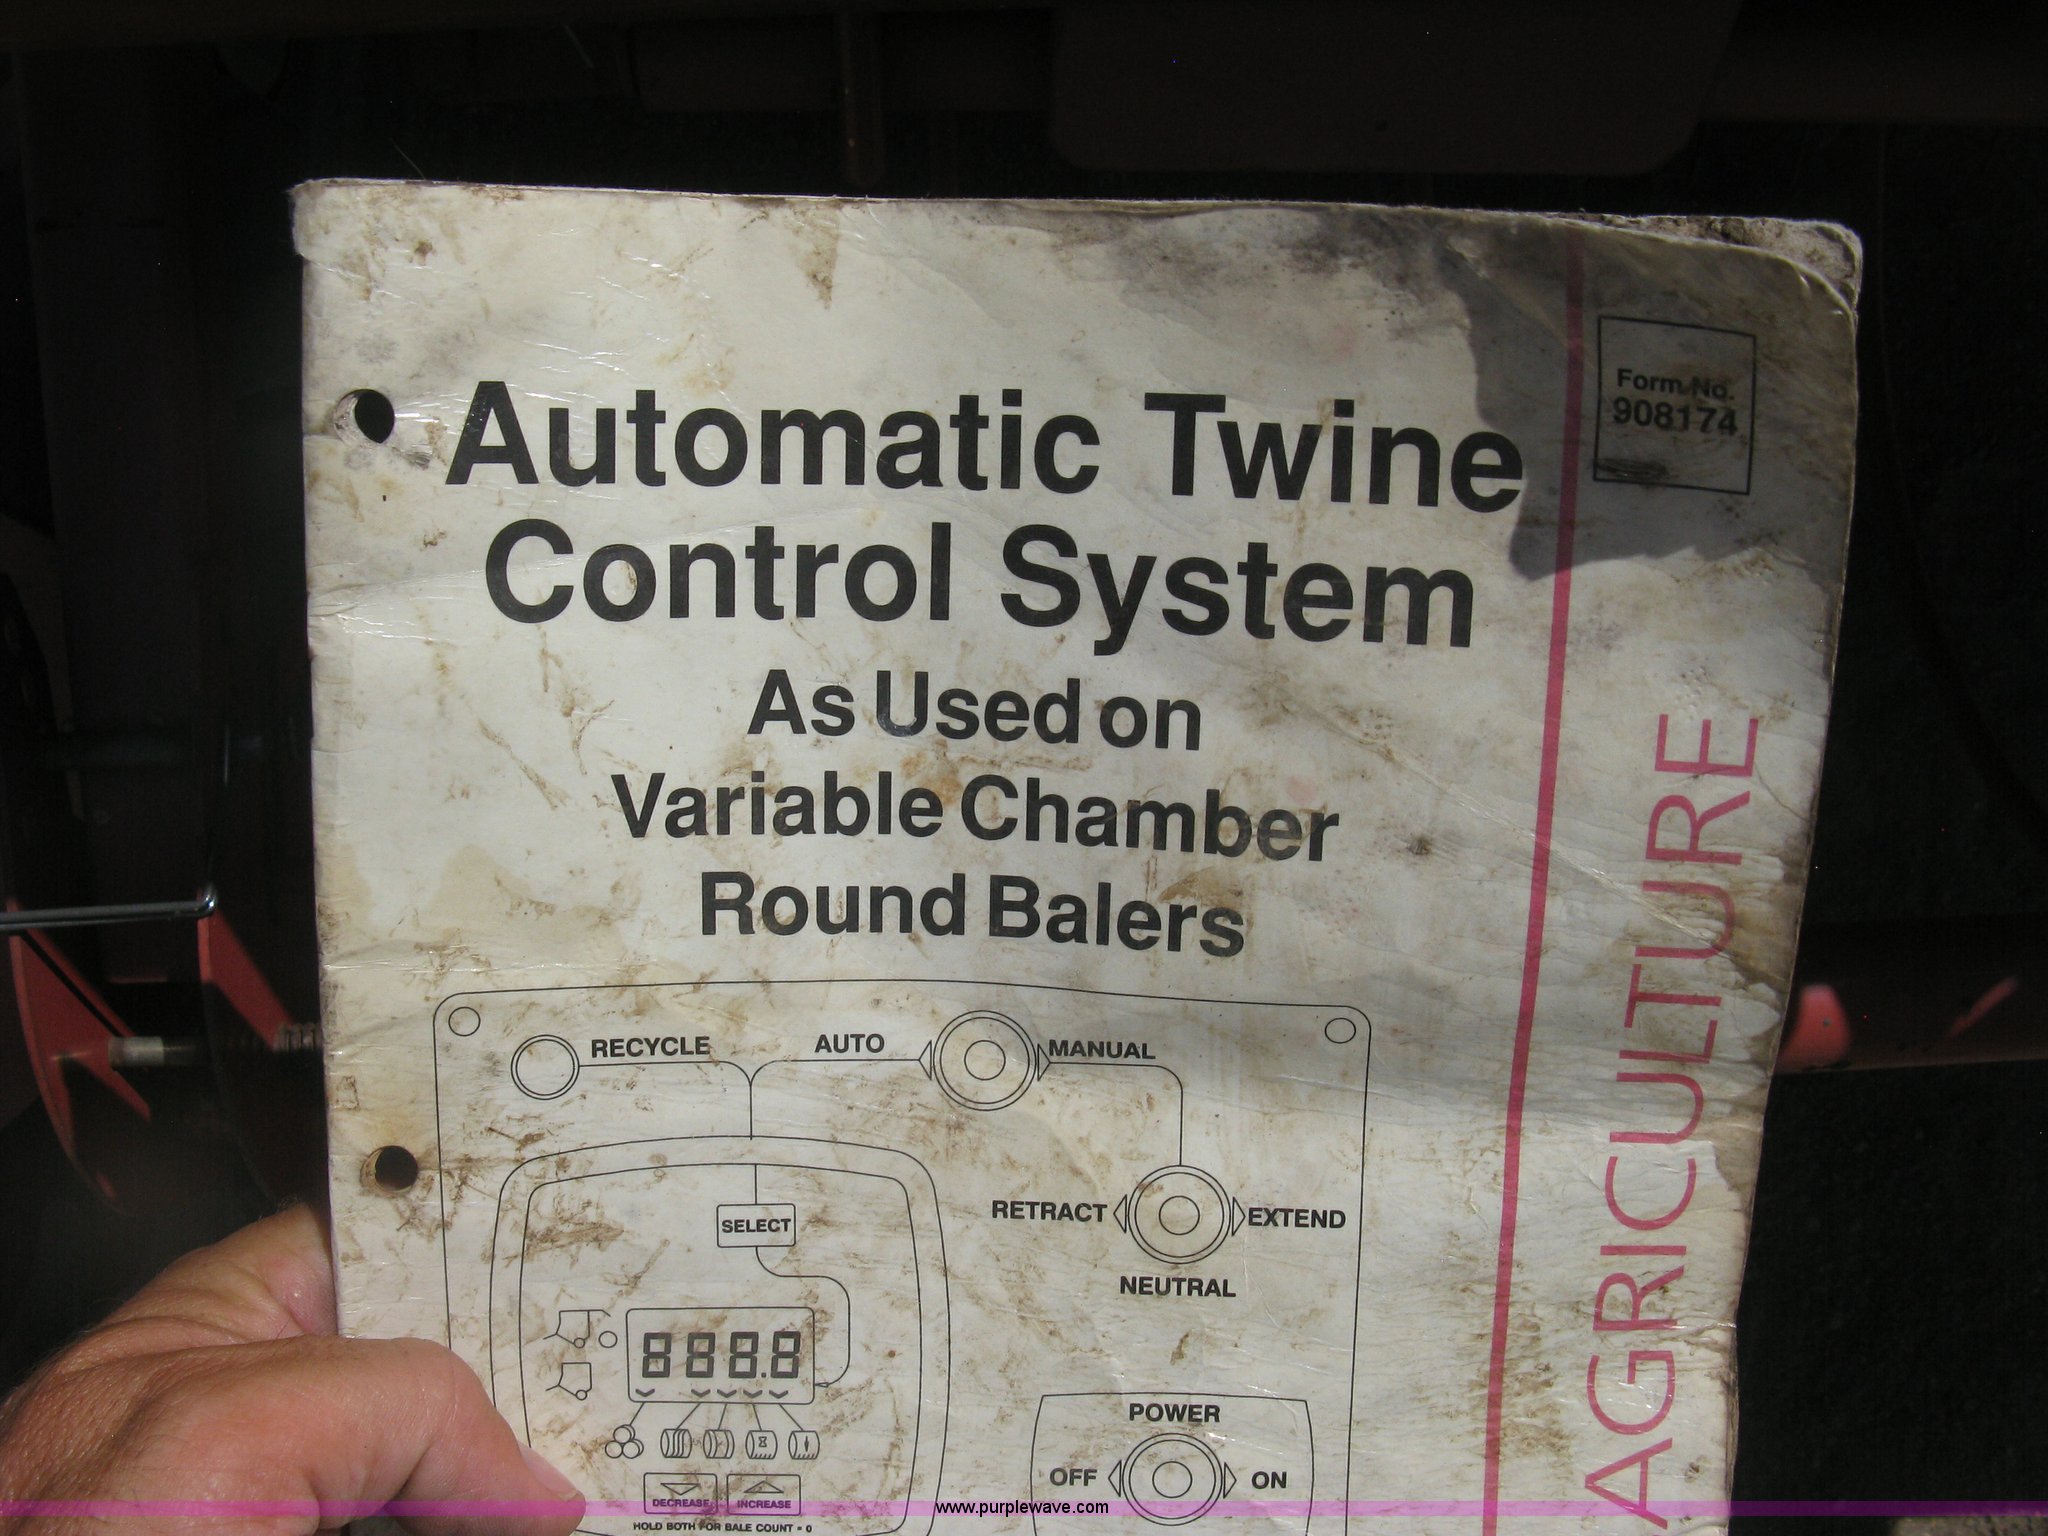 Form No.
908174
Automatic Twine
Control System
As Used on
Variable Chamber
Round Balers
AGRICULTURE
RECYCLE
AUTO
MANUAL
SELECT
RETRACT
EXTEND
NEUTRAL
888.8
POWER
OFF
ON
DECREASE
INCREASE
HOLD BOTH FOR BALE COUNT = 0
www.purplewave.com